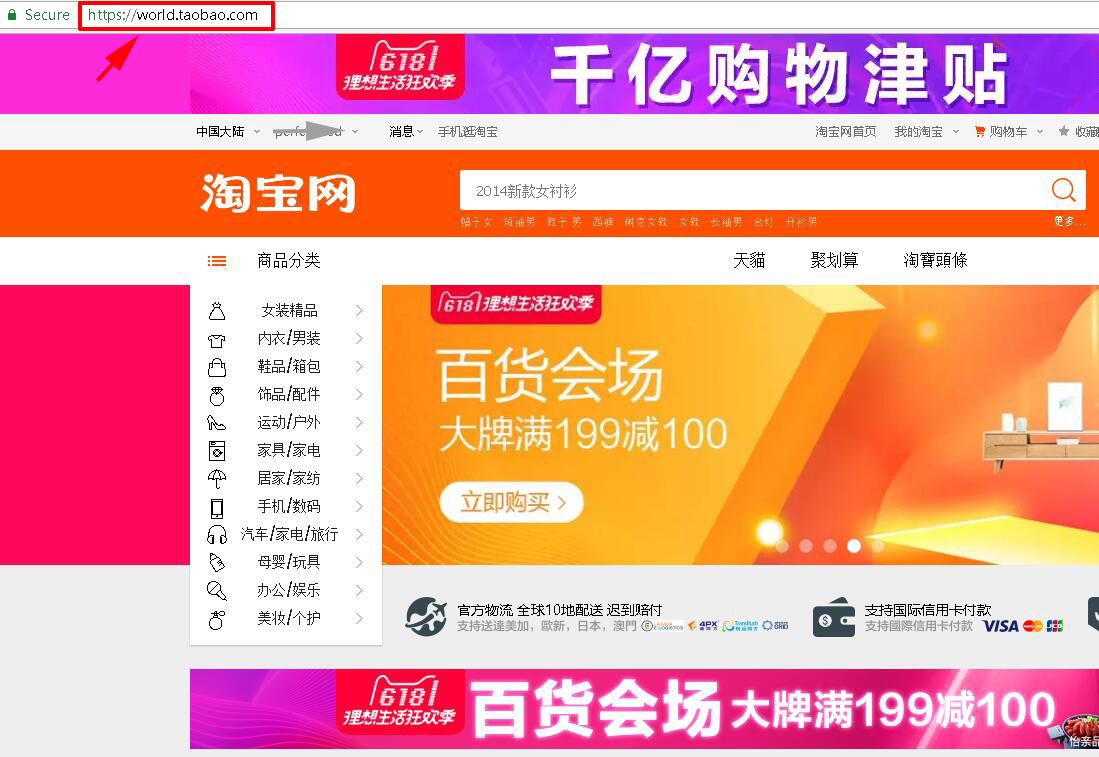 Secure
https://world.taobao.com
618
理想生活狂欢季
千亿购物津贴
中国大陆
消息
手机逛淘宝
淘宝网首页
我的淘宝
购物车
收藏
淘宝网
2014新款女衬衫
帽子女 短袖男 鞋子 男 西裤 耐克女鞋 女鞋 长袖男 台灯 开衫男
更多...
商品分类
天貓
聚划算
淘寶頭條
女装精品
内衣/男装
鞋品/箱包
饰品/配件
运动/户外
家具/家电
居家/家纺
手机/数码
汽车/家电/旅行
母婴/玩具
办公/娱乐
美妆/个护
618 理想生活狂欢季
百货会场
大牌满199减100
立即购买
官方物流 全球10地配送 迟到赔付
支持送達美加，歐新，日本，澳門
4PX
支持国际信用卡付款
支持國際信用卡付款 VISA
JCB
618
理想生活狂欢季
百货会场 大牌满199减100
怡亲品